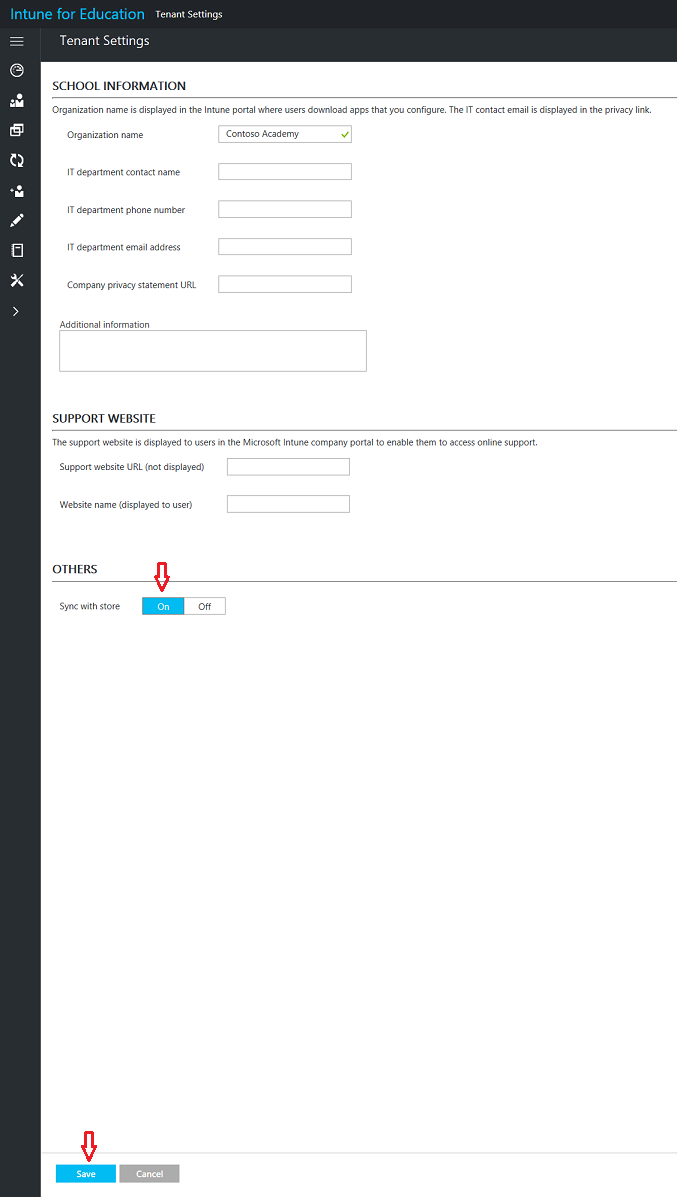 Intune for Education Tenant Settings
Tenant Settings
SCHOOL INFORMATION
Organization name is displayed in the Intune portal where users download apps that you configure. The IT contact email is displayed in the privacy link.
Organization name Contoso Academy
IT department contact name
IT department phone number
IT department email address
Company privacy statement URL
Additional information
SUPPORT WEBSITE
The support website is displayed to users in the Microsoft Intune company portal to enable them to access online support.
Support website URL (not displayed)
Website name (displayed to user)
OTHERS
Sync with store On Off
Save Cancel